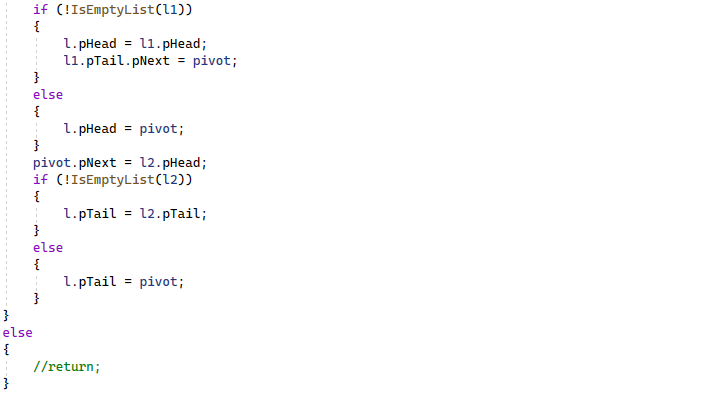 if (!IsEmptyList(l1))
{
l.pHead = l1.pHead;
l1.pTail.pNext = pivot;
}
else
{
l.pHead = pivot;
}
pivot.pNext = l2.pHead;
if (!IsEmptyList(l2))
{
l.pTail = l2.pTail;
}
else
{
l.pTail = pivot;
}
}
else
{
//return;
}